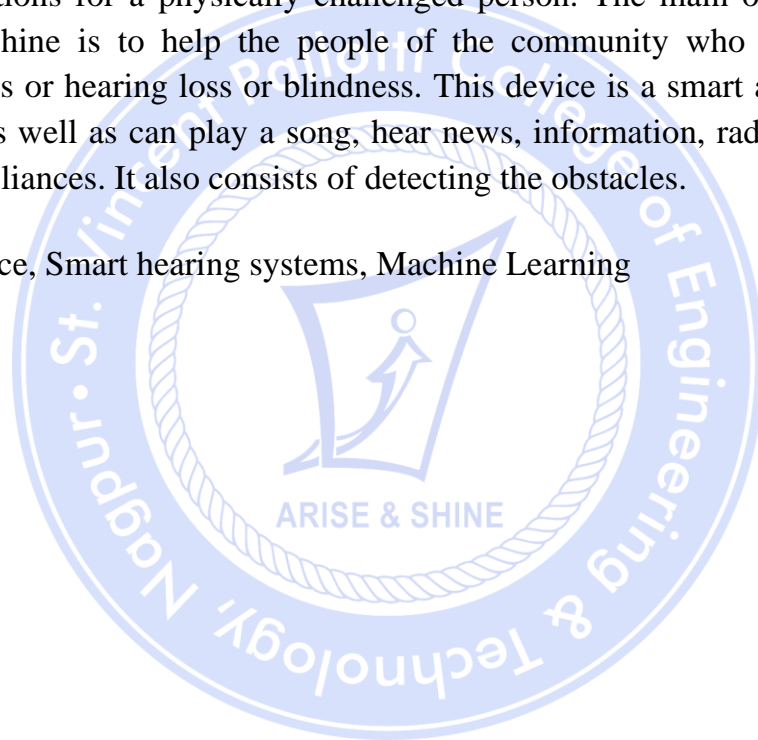 tions for a physically challenged person. The main o
hine is to help the people of the community who
s or hearing loss or blindness. This device is a smart a
s well as can play a song, hear news, information, rad
liances. It also consists of detecting the obstacles.
ce, Smart hearing systems, Machine Learning
St. Vincent Pallotti College of Engineering & Technology, Nagpur •
ARISE & SHINE